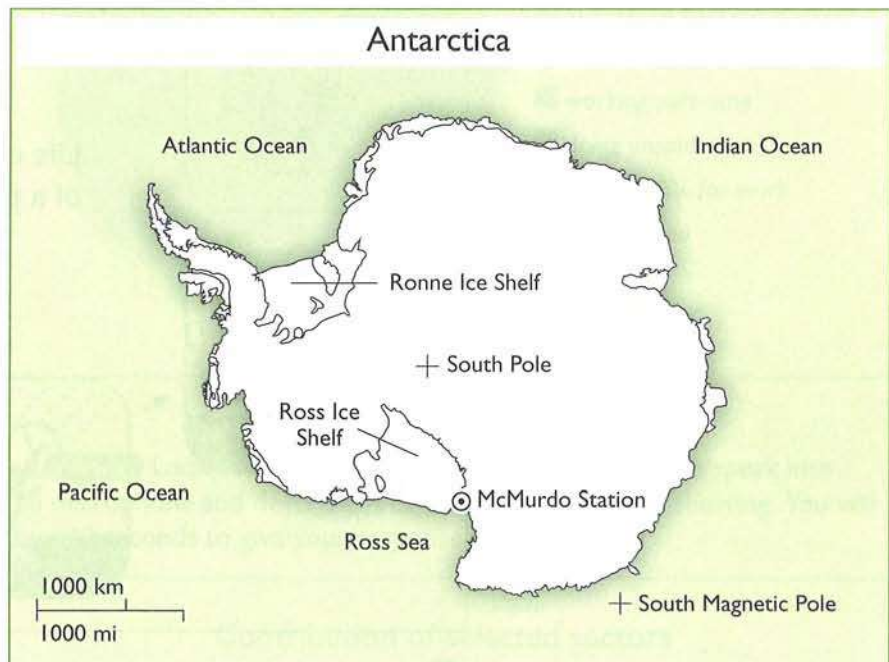 Antarctica
Atlantic Ocean
Indian Ocean
Ronne Ice Shelf
South Pole
Ross Ice
Shelf
Pacific Ocean
McMurdo Station
Ross Sea
1000 km
1000 mi
South Magnetic Pole